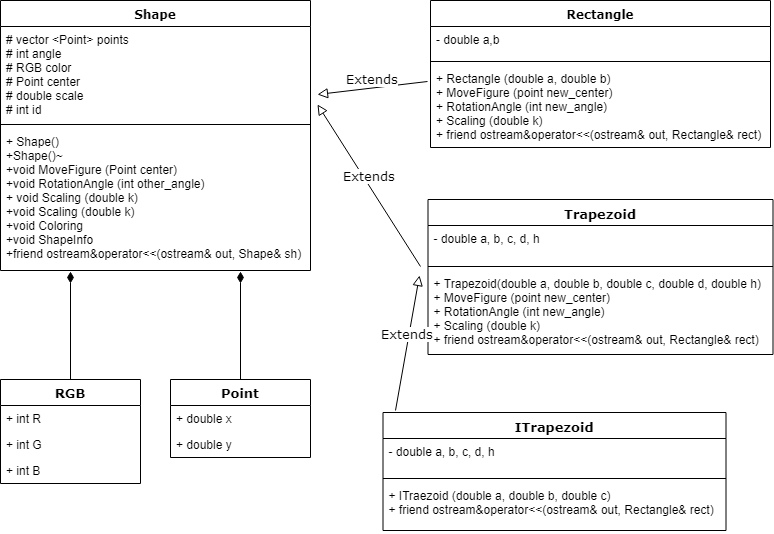 Shape
# vector <Point> points
# int angle
# RGB color
# Point center
# double scale
# int id
+ Shape()
+Shape()~
+void MoveFigure (Point center)
+void RotationAngle (int other_angle)
+ void Scaling (double k)
+void Scaling (double k)
+void Coloring
+void ShapeInfo
+friend ostream&operator<<(ostream& out, Shape& sh)
Extends
Rectangle
- double a,b
+ Rectangle (double a, double b)
+ MoveFigure (point new_center)
+ RotationAngle (int new_angle)
+ Scaling (double k)
+ friend ostream&operator<<(ostream& out, Rectangle& rect)
Extends
Trapezoid
- double a, b, c, d, h
+ Trapezoid(double a, double b, double c, double d, double h)
+ MoveFigure (point new_center)
+ RotationAngle (int new_angle)
+ Scaling (double k)
+ friend ostream&operator<<(ostream& out, Rectangle& rect)
Extends
RGB
+ int R
+ int G
+ int B
Point
+ double x
+ double y
ITrapezoid
- double a, b, c, d, h
+ ITraezoid (double a, double b, double c)
+ friend ostream&operator<<(ostream& out, Rectangle& rect)